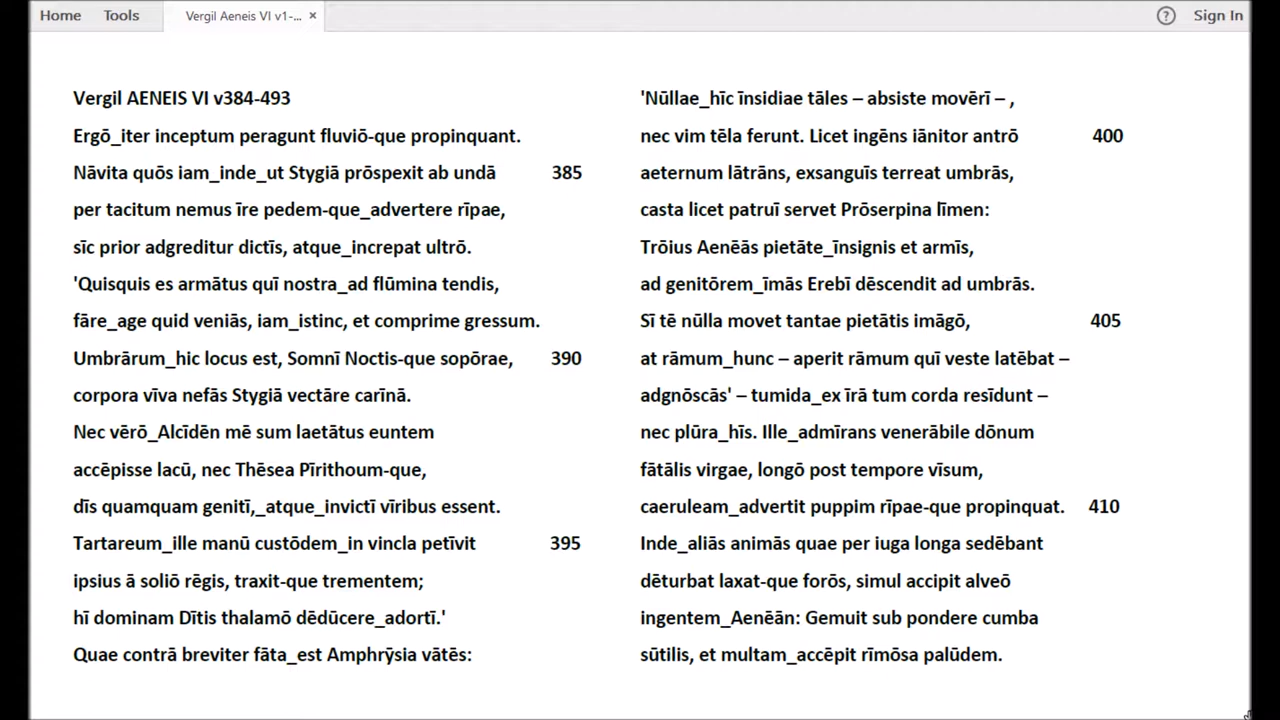 Home Tools Vergil Aeneis VI v1-... × ? Sign In
Vergil AENEIS VI v384-493
Ergō_iter inceptum peragunt fluviō-que propinquant.
Nāvita quōs iam_inde_ut Stygiā prōspexit ab undā 385
per tacitum nemus īre pedem-que_advertere rīpae,
sīc prior adgreditur dictīs, atque_increpat ultrō.
'Quisquis es armātus quī nostra_ad flūmina tendis,
fāre_age quid veniās, iam_istinc, et comprime gressum.
Umbrārum_hic locus est, Somnī Noctis-que sopōrae, 390
corpora vīva nefās Stygiā vectāre carīnā.
Nec vērō_Alcīdēn mē sum laetātus euntem
accēpisse lacū, nec Thēsea Pīrithoum-que,
dīs quamquam genitī,_atque_invictī vīribus essent.
Tartareum_ille manū custōdem_in vincla petīvit 395
ipsius ā soliō rēgis, traxit-que trementem;
hī dominam Dītis thalamō dēdūcere_adortī.'
Quae contrā breviter fāta_est Amphrȳsia vātēs:
'Nūllae_hīc īnsidiae tāles – absiste movērī – ,
nec vim tēla ferunt. Licet ingēns iānitor antrō 400
aeternum lātrāns, exsanguīs terreat umbrās,
casta licet patruī servet Prōserpina līmen:
Trōius Aenēās pietāte_īnsignis et armīs,
ad genitōrem_īmās Erebī dēscendit ad umbrās.
Sī tē nūlla movet tantae pietātis imāgō, 405
at rāmum_hunc – aperit rāmum quī veste latēbat –
adgnōscās' – tumida_ex īrā tum corda resīdunt –
nec plūra_hīs. Ille_admīrans venerābile dōnum
fātālis virgae, longō post tempore vīsum,
caeruleam_advertit puppim rīpae-que propinquat. 410
Inde_aliās animās quae per iuga longa sedēbant
dēturbat laxat-que forōs, simul accipit alveō
ingentem_Aenēān: Gemuit sub pondere cumba
sūtilis, et multam_accēpit rīmōsa palūdem.